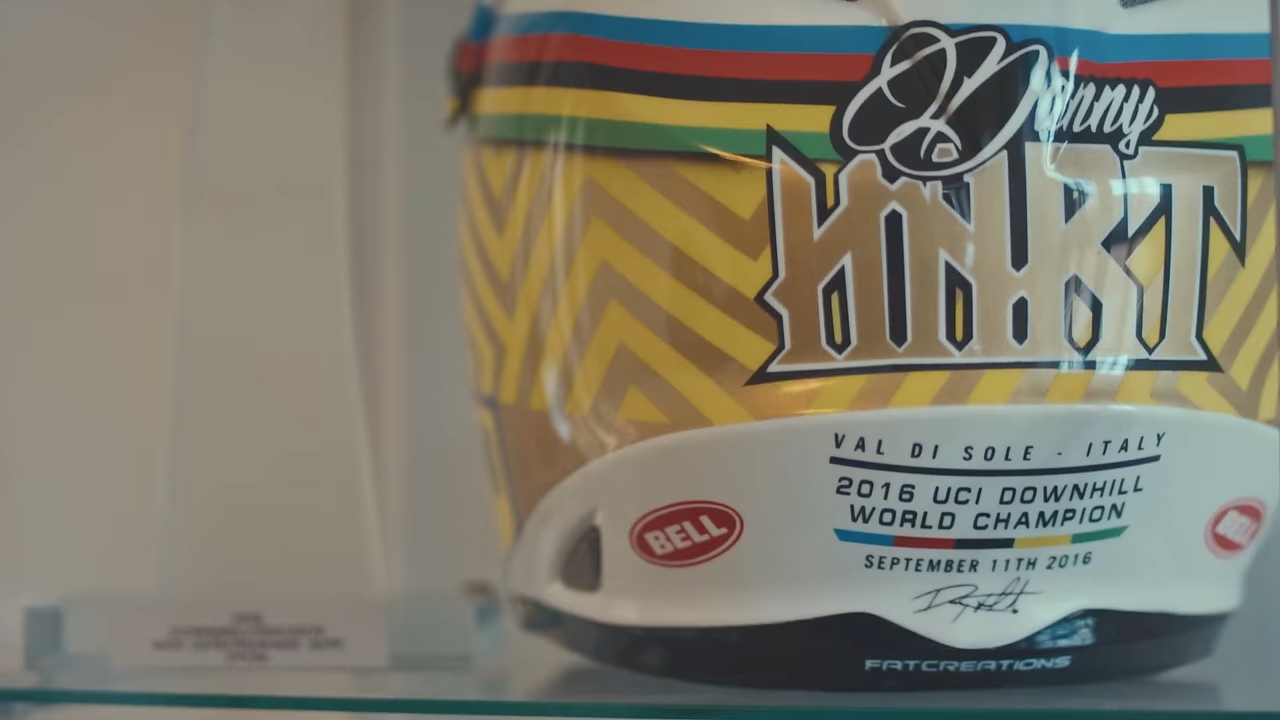 Danny
HART
VAL DI SOLE - ITALY
2016 UCI DOWNHILL
WORLD CHAMPION
SEPTEMBER 11TH 2016
BELL
BELL
FATCREATIONS